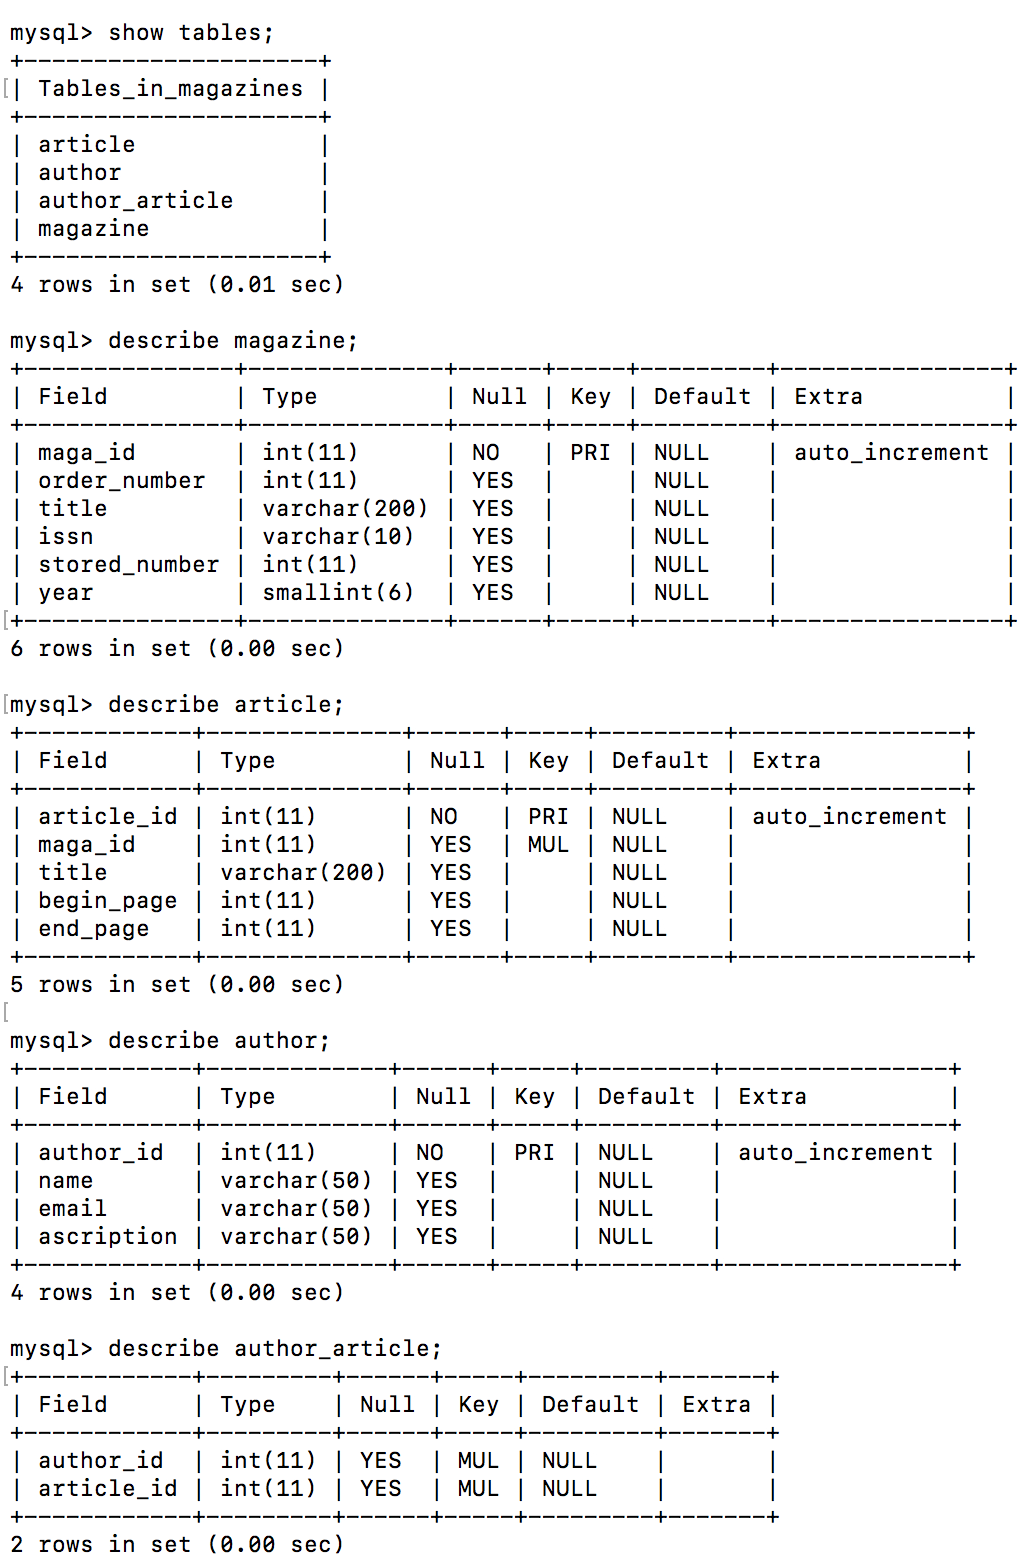 mysql> show tables;
+---------------------+
| Tables_in_magazines |
+---------------------+
| article             |
| author              |
| author_article      |
| magazine            |
+---------------------+
4 rows in set (0.01 sec)

mysql> describe magazine;
+---------------+--------------+------+-----+---------+----------------+
| Field         | Type         | Null | Key | Default | Extra          |
+---------------+--------------+------+-----+---------+----------------+
| maga_id       | int(11)      | NO   | PRI | NULL    | auto_increment |
| order_number  | int(11)      | YES  |     | NULL    |                |
| title         | varchar(200) | YES  |     | NULL    |                |
| issn          | varchar(10)  | YES  |     | NULL    |                |
| stored_number | int(11)      | YES  |     | NULL    |                |
| year          | smallint(6)  | YES  |     | NULL    |                |
+---------------+--------------+------+-----+---------+----------------+
6 rows in set (0.00 sec)

mysql> describe article;
+------------+--------------+------+-----+---------+----------------+
| Field      | Type         | Null | Key | Default | Extra          |
+------------+--------------+------+-----+---------+----------------+
| article_id | int(11)      | NO   | PRI | NULL    | auto_increment |
| maga_id    | int(11)      | YES  | MUL | NULL    |                |
| title      | varchar(200) | YES  |     | NULL    |                |
| begin_page | int(11)      | YES  |     | NULL    |                |
| end_page   | int(11)      | YES  |     | NULL    |                |
+------------+--------------+------+-----+---------+----------------+
5 rows in set (0.00 sec)

mysql> describe author;
+------------+-------------+------+-----+---------+----------------+
| Field      | Type        | Null | Key | Default | Extra          |
+------------+-------------+------+-----+---------+----------------+
| author_id  | int(11)     | NO   | PRI | NULL    | auto_increment |
| name       | varchar(50) | YES  |     | NULL    |                |
| email      | varchar(50) | YES  |     | NULL    |                |
| ascription | varchar(50) | YES  |     | NULL    |                |
+------------+-------------+------+-----+---------+----------------+
4 rows in set (0.00 sec)

mysql> describe author_article;
+------------+---------+------+-----+---------+-------+
| Field      | Type    | Null | Key | Default | Extra |
+------------+---------+------+-----+---------+-------+
| author_id  | int(11) | YES  | MUL | NULL    |       |
| article_id | int(11) | YES  | MUL | NULL    |       |
+------------+---------+------+-----+---------+-------+
2 rows in set (0.00 sec)